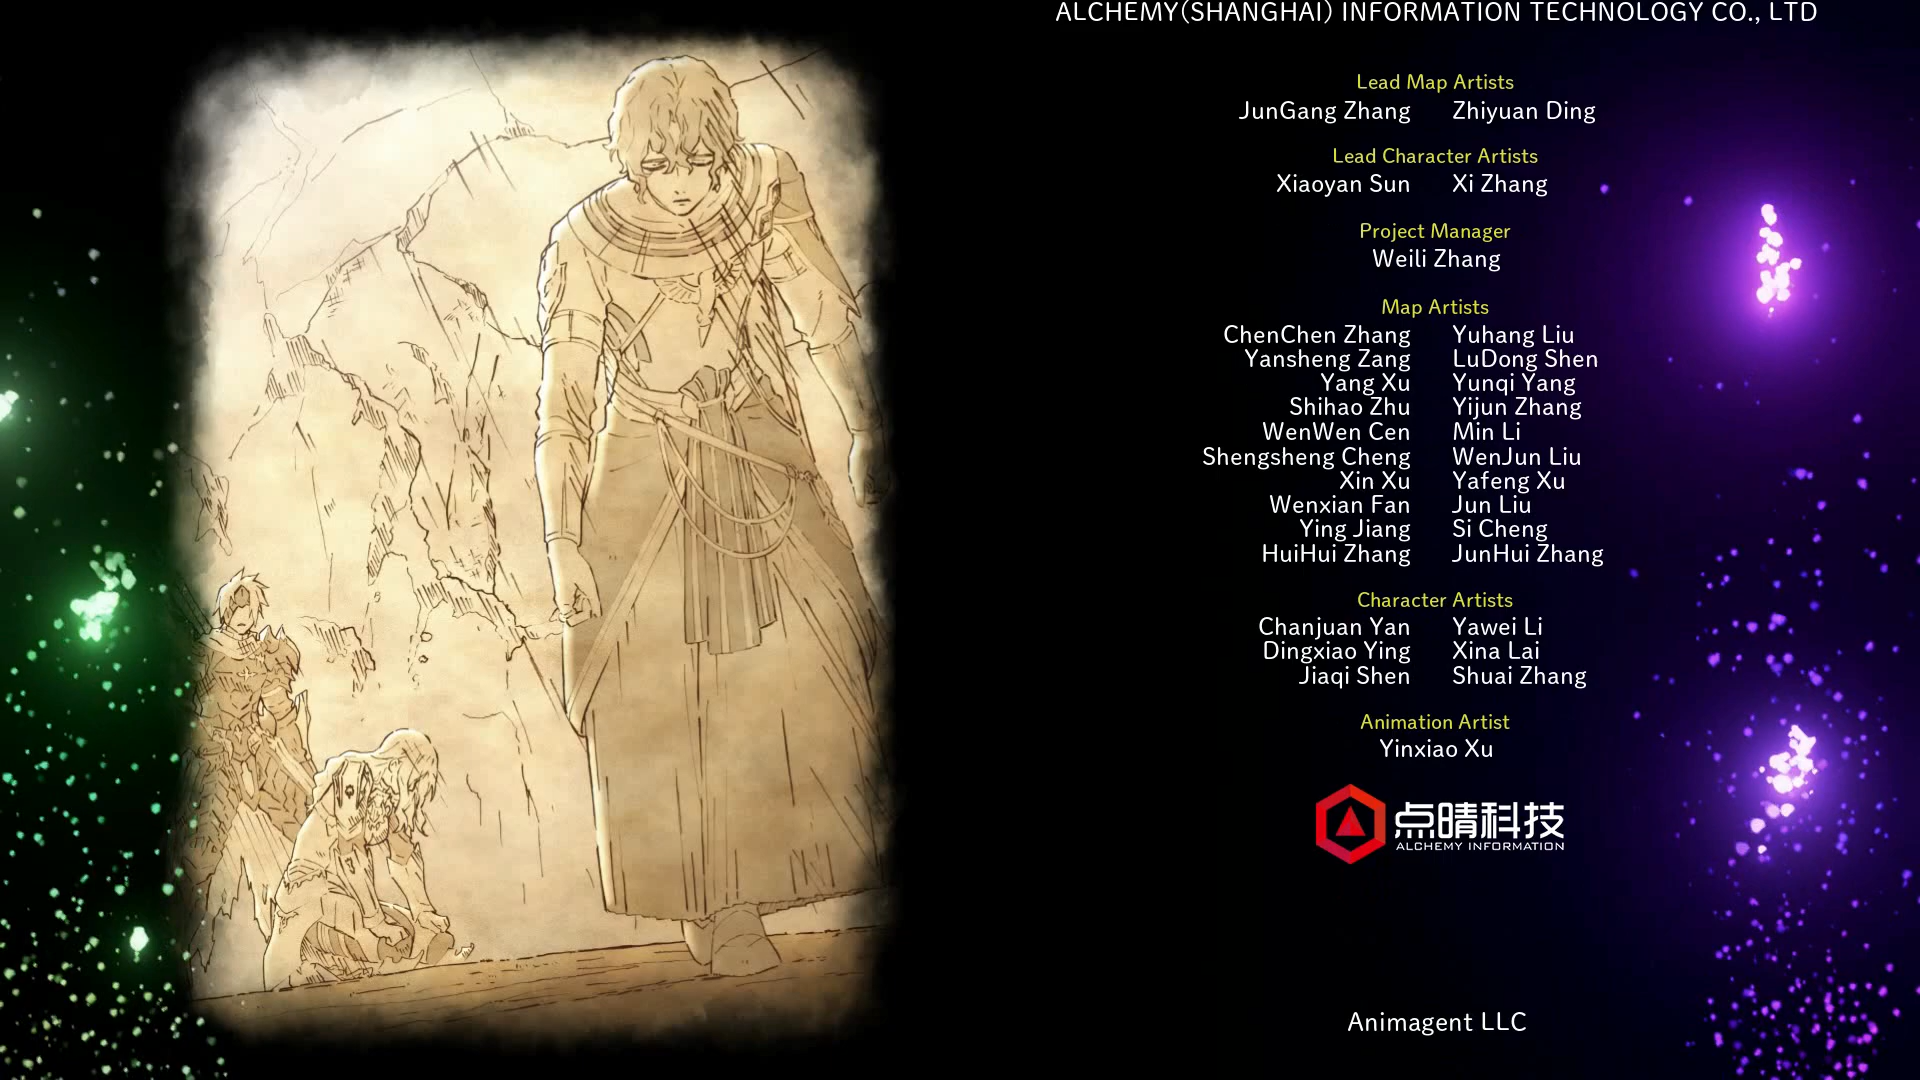 ALCHEMY(SHANGHAI) INFORMATION TECHNOLOGY CO., LTD
Lead Map Artists
JunGang Zhang Zhiyuan Ding
Lead Character Artists
Xiaoyan Sun Xi Zhang
Project Manager
Weili Zhang
Map Artists
ChenChen Zhang Yuhang Liu
Yansheng Zang LuDong Shen
Yang Xu Yunqi Yang
Shihao Zhu Yijun Zhang
WenWen Cen Min Li
Shengsheng Cheng WenJun Liu
Xin Xu Yafeng Xu
Wenxian Fan Jun Liu
Ying Jiang Si Cheng
HuiHui Zhang JunHui Zhang
Character Artists
Chanjuan Yan Yawei Li
Dingxiao Ying Xina Lai
Jiaqi Shen Shuai Zhang
Animation Artist
Yinxiao Xu
点晴科技
ALCHEMY INFORMATION
Animagent LLC